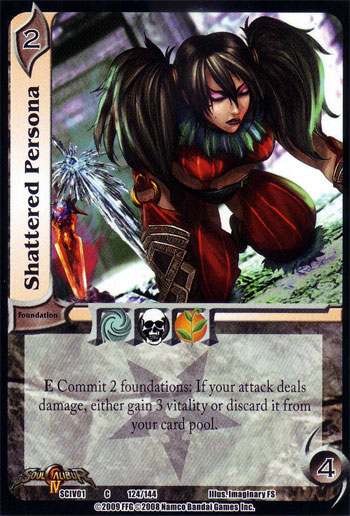 2
Shattered Persona
Foundation
E Commit 2 foundations: If your attack deals
damage, either gain 3 vitality or discard it from
your card pool.
4
SOULCALIBUR
IV
SCIV01 C 124/144 Illus. Imaginary FS
©2009 FFG ©2008 Namco Bandai Games, Inc.